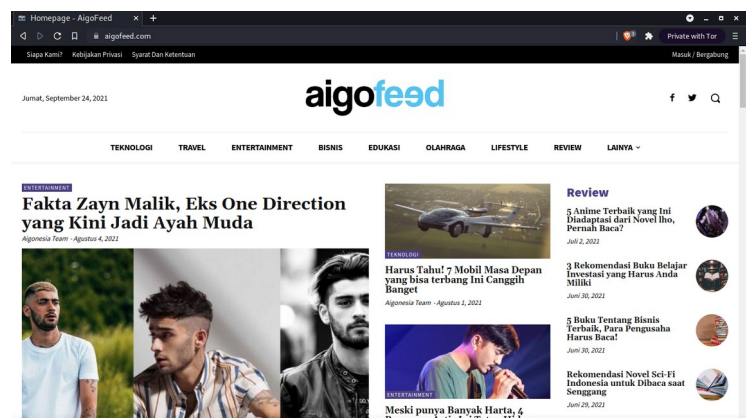 Homepage - AigoFeed
aigofeed.com
Private with Tor
Siapa Kami? Kebijakan Privasi Syarat Dan Ketentuan
Masuk / Bergabung
Jumat, September 24, 2021
aigofeed
TEKNOLOGI TRAVEL ENTERTAINMENT BISNIS EDUKASI OLAHRAGA LIFESTYLE REVIEW LAINYA
ENTERTAINMENT
Fakta Zayn Malik, Eks One Direction
yang Kini Jadi Ayah Muda
Aigonesia Team - Agustus 4, 2021
TEKNOLOGI
Harus Tahu! 7 Mobil Masa Depan
yang bisa terbang Ini Canggih
Banget
Aigonesia Team - Agustus 1, 2021
ENTERTAINMENT
Meski punya Banyak Harta, 4
Review
5 Anime Terbaik yang Ini
Diadaptasi dari Novel lho,
Pernah Baca?
Juli 2, 2021
3 Rekomendasi Buku Belajar
Investasi yang Harus Anda
Miliki
Juni 30, 2021
5 Buku Tentang Bisnis
Terbaik, Para Pengusaha
Harus Baca!
Juni 30, 2021
Rekomendasi Novel Sci-Fi
Indonesia untuk Dibaca saat
Senggang
Juni 29, 2021